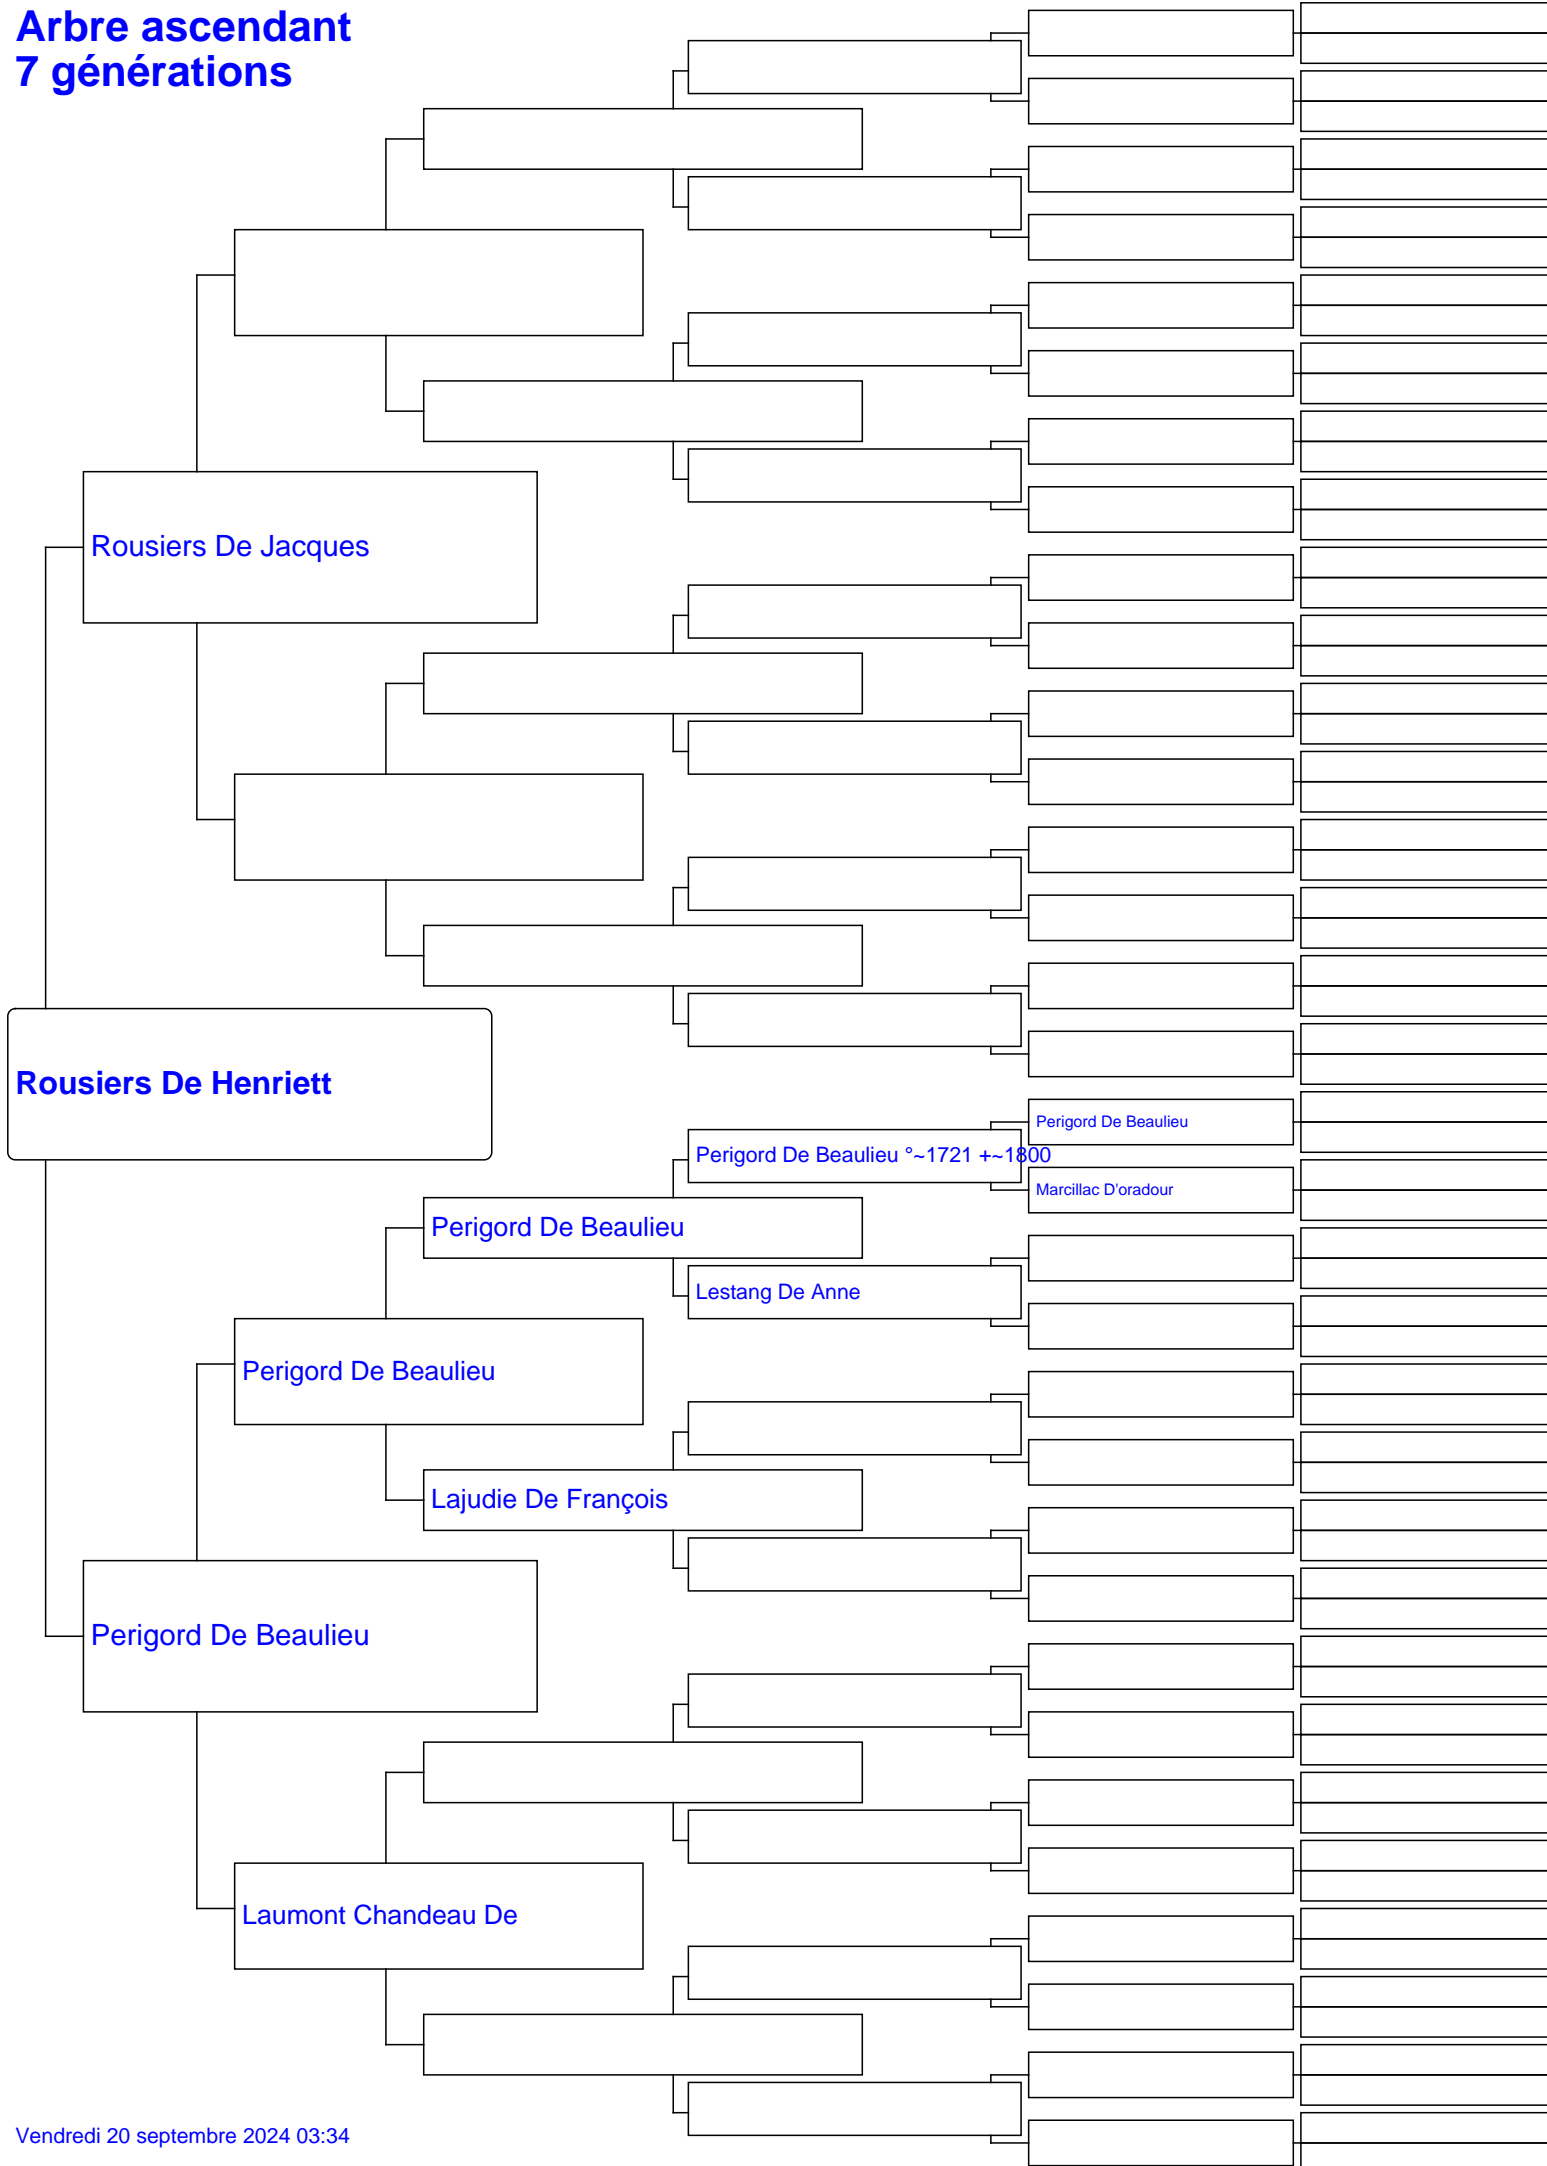 Arbre ascendant
7 générations
Rousiers De Jacques
Rousiers De Henriett
Perigord De Beaulieu
Perigord De Beaulieu °~1721 +~1800
Marcillac D'oradour
Perigord De Beaulieu
Lestang De Anne
Perigord De Beaulieu
Lajudie De François
Perigord De Beaulieu
Laumont Chandeau De
Vendredi 20 septembre 2024 03:34